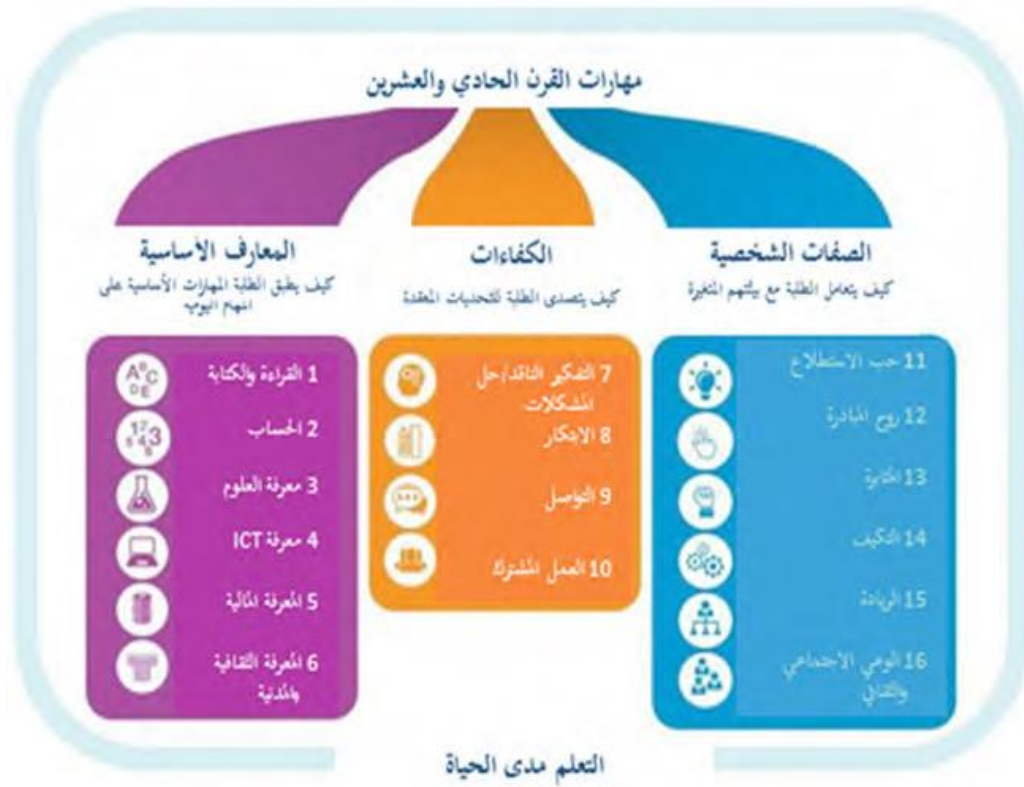 مهارات القرن الحادي والعشرين
المعارف الأساسية
كيف يطبق الطلبة المهارات الأساسية على
المهام اليومية
1 القراءة والكتابة
2 الحساب
3 معرفة العلوم
4 معرفة ICT
5 المعرفة المالية
6 المعرفة الثقافية
والمدنية
الكفاءات
كيف يتصدى الطلبة للتحديات المعقدة
7 التفكير الناقد/حل
المشكلات
8 الابتكار
9 التواصل
10 العمل المشترك
الصفات الشخصية
كيف يتعامل الطلبة مع بيئتهم المتغيرة
11 حب الاستطلاع
12 روح المبادرة
13 المثابرة
14 التكيف
15 الريادة
16 الوعي الاجتماعي
والثقافي
التعلم مدى الحياة